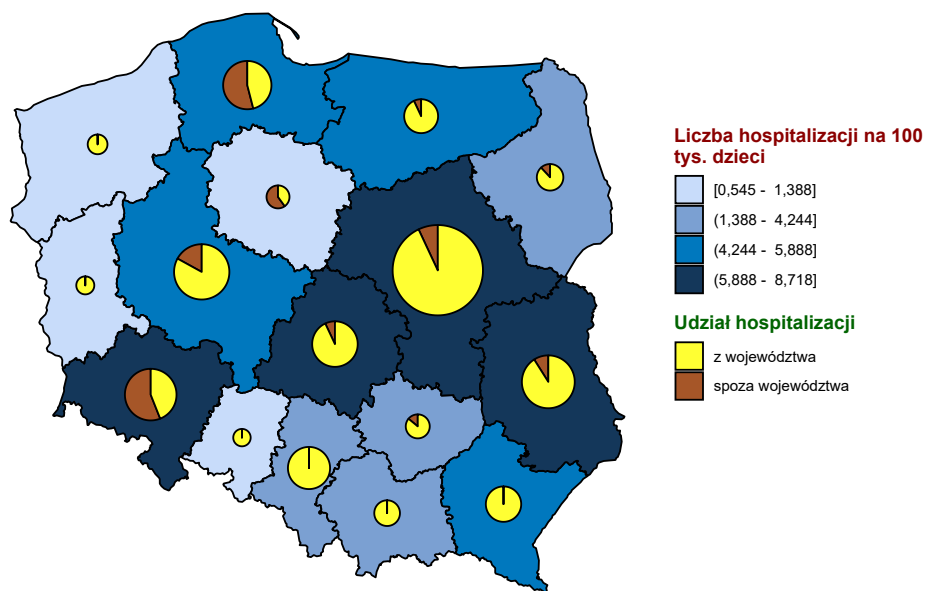 Liczba hospitalizacji na 100
tys. dzieci
[0,545 - 1,388]
(1,388 - 4,244]
(4,244 - 5,888]
(5,888 - 8,718]
Udział hospitalizacji
z województwa
spoza województwa